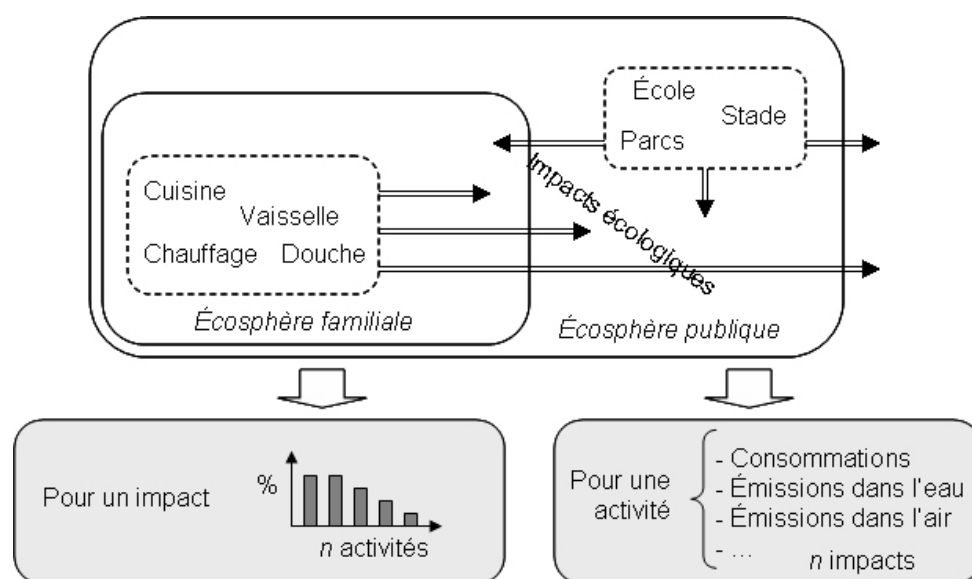 École
Stade
Parcs
Impacts écologiques
Cuisine
Vaisselle
Chauffage Douche
Écosphère familiale
Écosphère publique
Pour un impact
%
n activités
Pour une
activité
- Consommations
- Émissions dans l'eau
- Émissions dans l'air
- ... n impacts